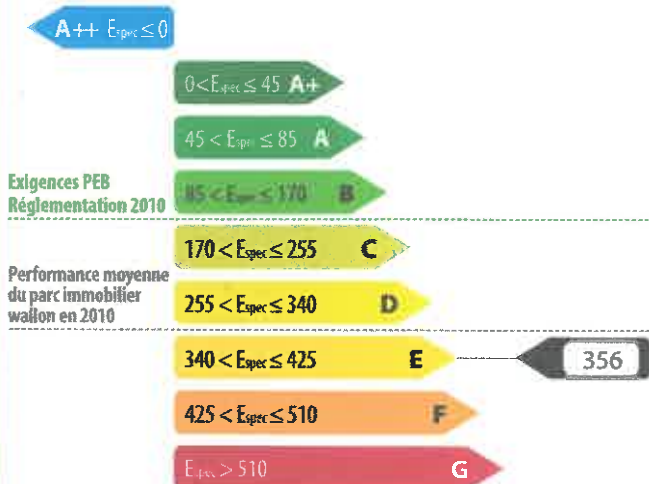 A++ Espec ≤ 0
0 < Espec ≤ 45 A+
45 < Espec ≤ 85 A
Exigences PEB
Réglementation 2010
85 < Espec ≤ 170 B
170 < Espec ≤ 255 C
Performance moyenne
du parc immobilier
wallon en 2010
255 < Espec ≤ 340 D
340 < Espec ≤ 425 E
356
425 < Espec ≤ 510 F
Espec > 510 G